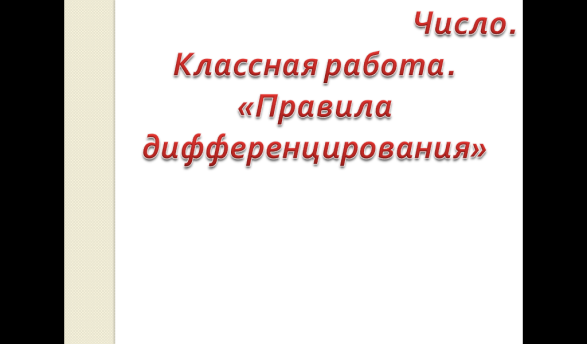 Число.
Классная работа.
«Правила
дифференцирования»